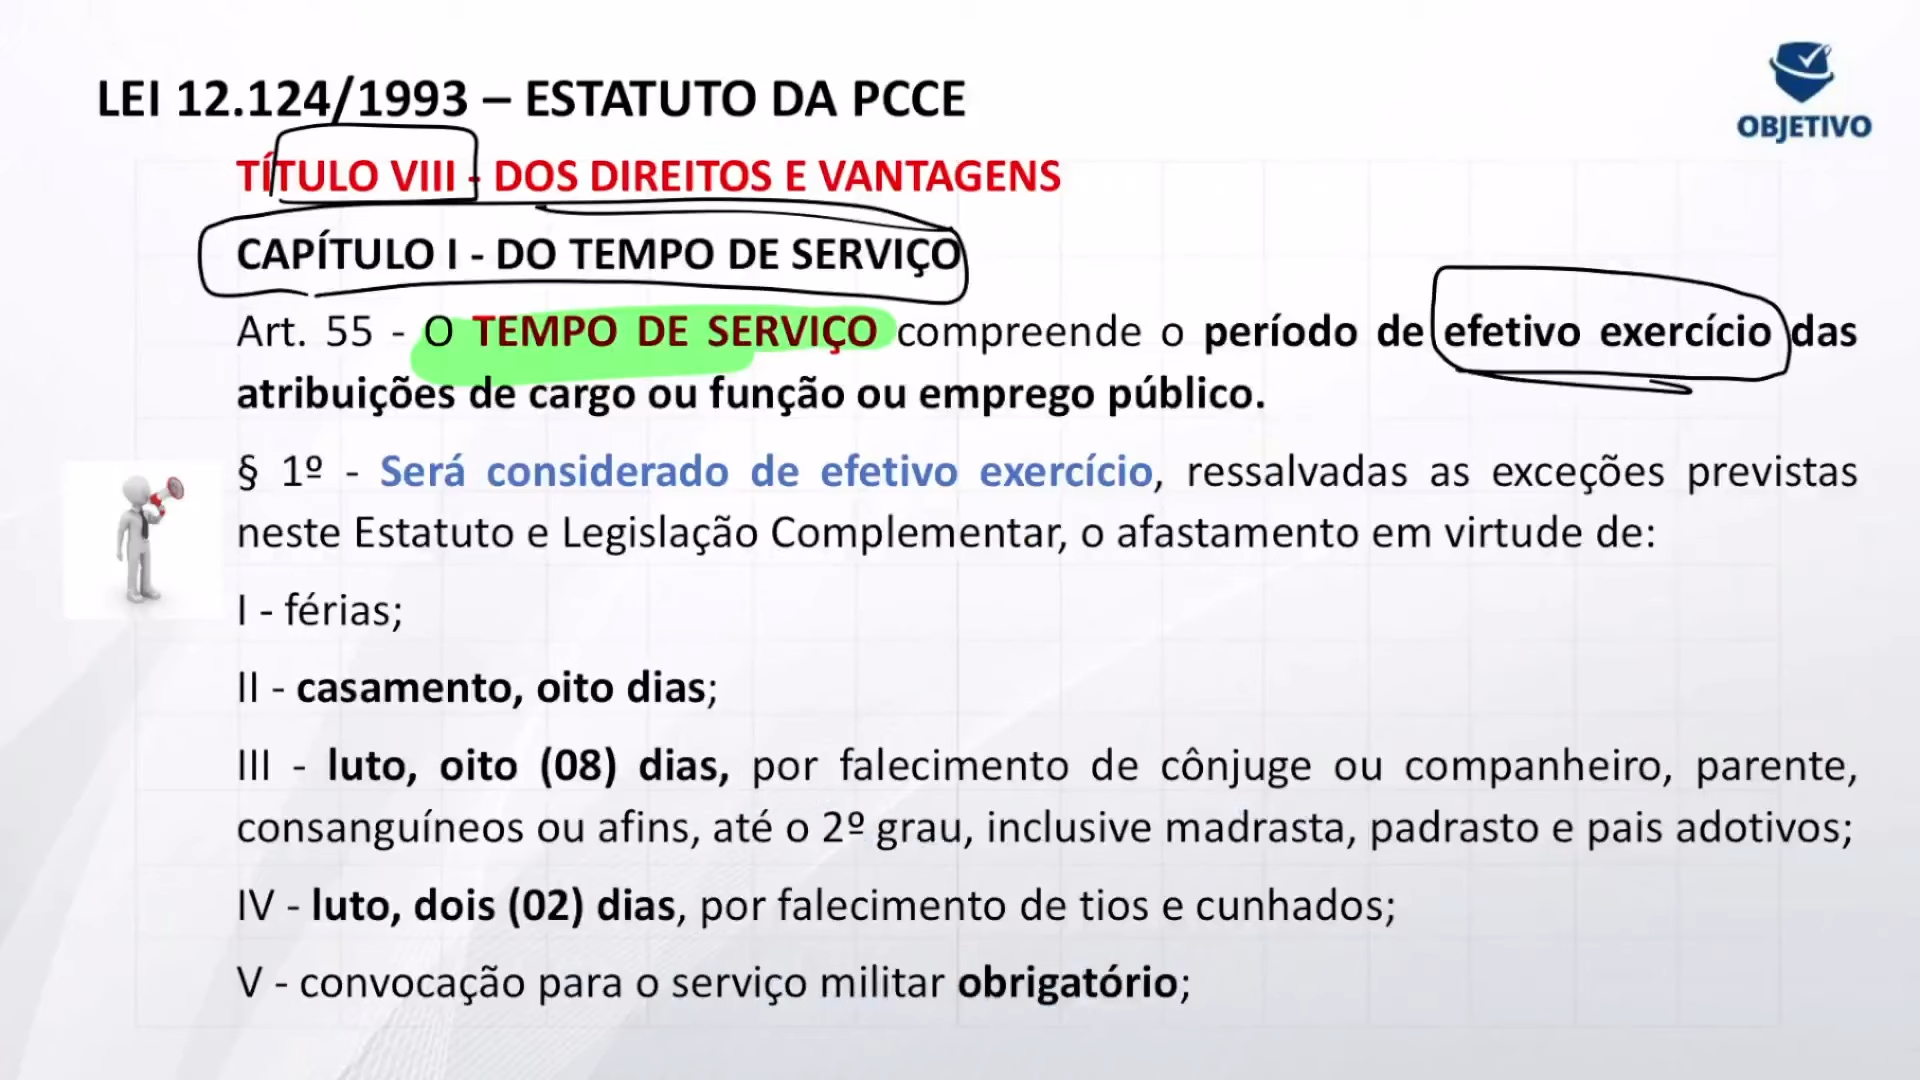 LEI 12.124/1993 – ESTATUTO DA PCCE
OBJETIVO
TÍTULO VIII - DOS DIREITOS E VANTAGENS
CAPÍTULO I - DO TEMPO DE SERVIÇO
Art. 55 - O TEMPO DE SERVIÇO compreende o período de efetivo exercício das
atribuições de cargo ou função ou emprego público.
§ 1º - Será considerado de efetivo exercício, ressalvadas as exceções previstas
neste Estatuto e Legislação Complementar, o afastamento em virtude de:
I - férias;
II - casamento, oito dias;
III - luto, oito (08) dias, por falecimento de cônjuge ou companheiro, parente,
consanguíneos ou afins, até o 2º grau, inclusive madrasta, padrasto e pais adotivos;
IV - luto, dois (02) dias, por falecimento de tios e cunhados;
V - convocação para o serviço militar obrigatório;